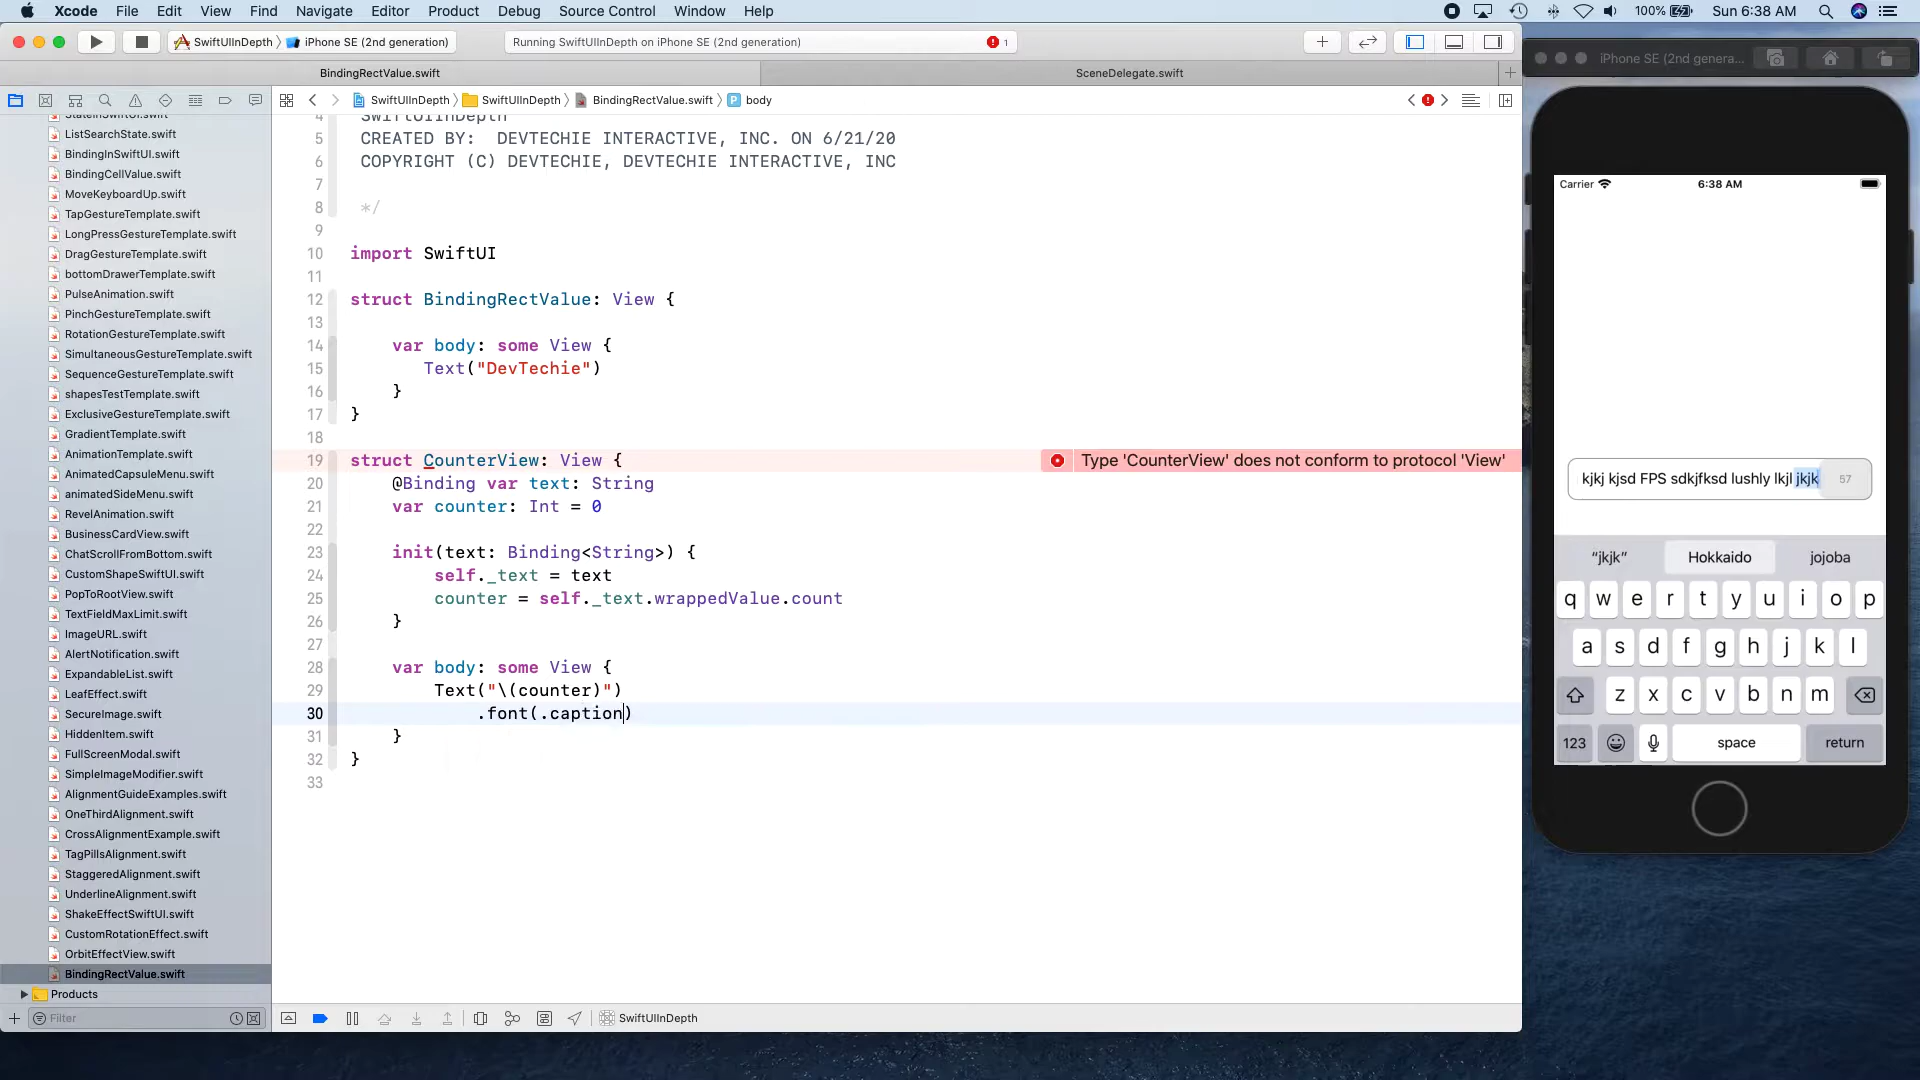 Xcode File Edit View Find Navigate Editor Product Debug Source Control Window Help 100% Sun 6:38 AM
SwiftUIInDepth iPhone SE (2nd generation) Running SwiftUIInDepth on iPhone SE (2nd generation) 1
BindingRectValue.swift SceneDelegate.swift
SwiftUIInDepth SwiftUIInDepth BindingRectValue.swift body
StateInSwiftUI.swift
ListSearchState.swift
BindingInSwiftUI.swift
BindingCellValue.swift
MoveKeyboardUp.swift
TapGestureTemplate.swift
LongPressGestureTemplate.swift
DragGestureTemplate.swift
bottomDrawerTemplate.swift
PulseAnimation.swift
PinchGestureTemplate.swift
RotationGestureTemplate.swift
SimultaneousGestureTemplate.swift
SequenceGestureTemplate.swift
shapesTestTemplate.swift
ExclusiveGestureTemplate.swift
GradientTemplate.swift
AnimationTemplate.swift
AnimatedCapsuleMenu.swift
animatedSideMenu.swift
RevelAnimation.swift
BusinessCardView.swift
ChatScrollFromBottom.swift
CustomShapeSwiftUI.swift
PopToRootView.swift
TextFieldMaxLimit.swift
ImageURL.swift
AlertNotification.swift
ExpandableList.swift
LeafEffect.swift
SecureImage.swift
HiddenItem.swift
FullScreenModal.swift
SimpleImageModifier.swift
AlignmentGuideExamples.swift
OneThirdAlignment.swift
CrossAlignmentExample.swift
TagPillsAlignment.swift
StaggeredAlignment.swift
UnderlineAlignment.swift
ShakeEffectSwiftUI.swift
CustomRotationEffect.swift
OrbitEffectView.swift
BindingRectValue.swift
Products
Filter
4 SwiftUIInDepth
5 CREATED BY: DEVTECHIE INTERACTIVE, INC. ON 6/21/20
6 COPYRIGHT (C) DEVTECHIE, DEVTECHIE INTERACTIVE, INC
7
8 */
9
10 import SwiftUI
11
12 struct BindingRectValue: View {
13
14 var body: some View {
15 Text("DevTechie")
16 }
17 }
18
19 struct CounterView: View { Type 'CounterView' does not conform to protocol 'View'
20 @Binding var text: String
21 var counter: Int = 0
22
23 init(text: Binding<String>) {
24 self._text = text
25 counter = self._text.wrappedValue.count
26 }
27
28 var body: some View {
29 Text("\(counter)")
30 .font(.caption)
31 }
32 }
33
SwiftUIInDepth
iPhone SE (2nd genera...
Carrier 6:38 AM
kjkj kjsd FPS sdkjfksd lushly lkjl jkjk 57
“jkjk” Hokkaido jojoba
q w e r t y u i o p
a s d f g h j k l
z x c v b n m
123 space return